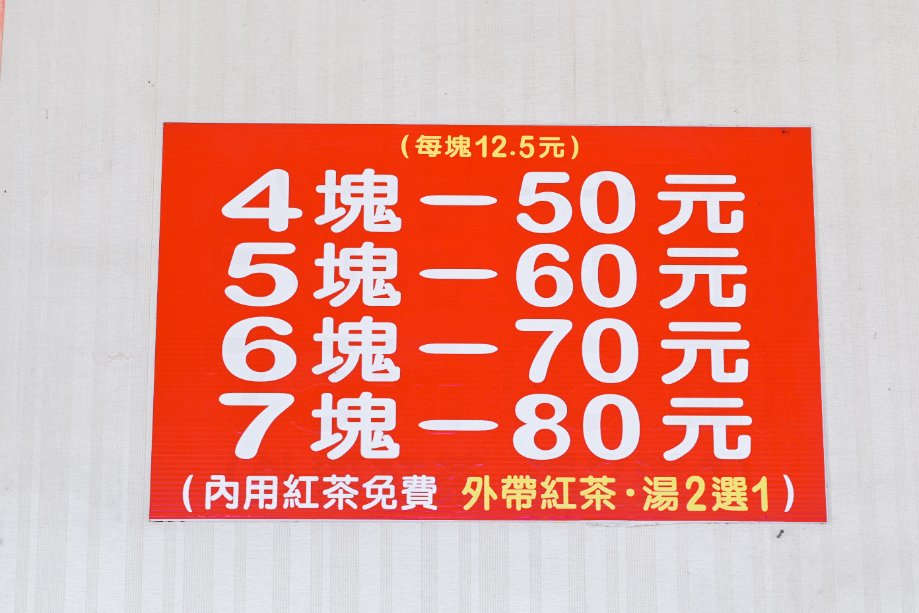 (每塊12.5元)
4塊－50元
5塊－60元
6塊－70元
7塊－80元
(內用紅茶免費 外帶紅茶·湯2選1)